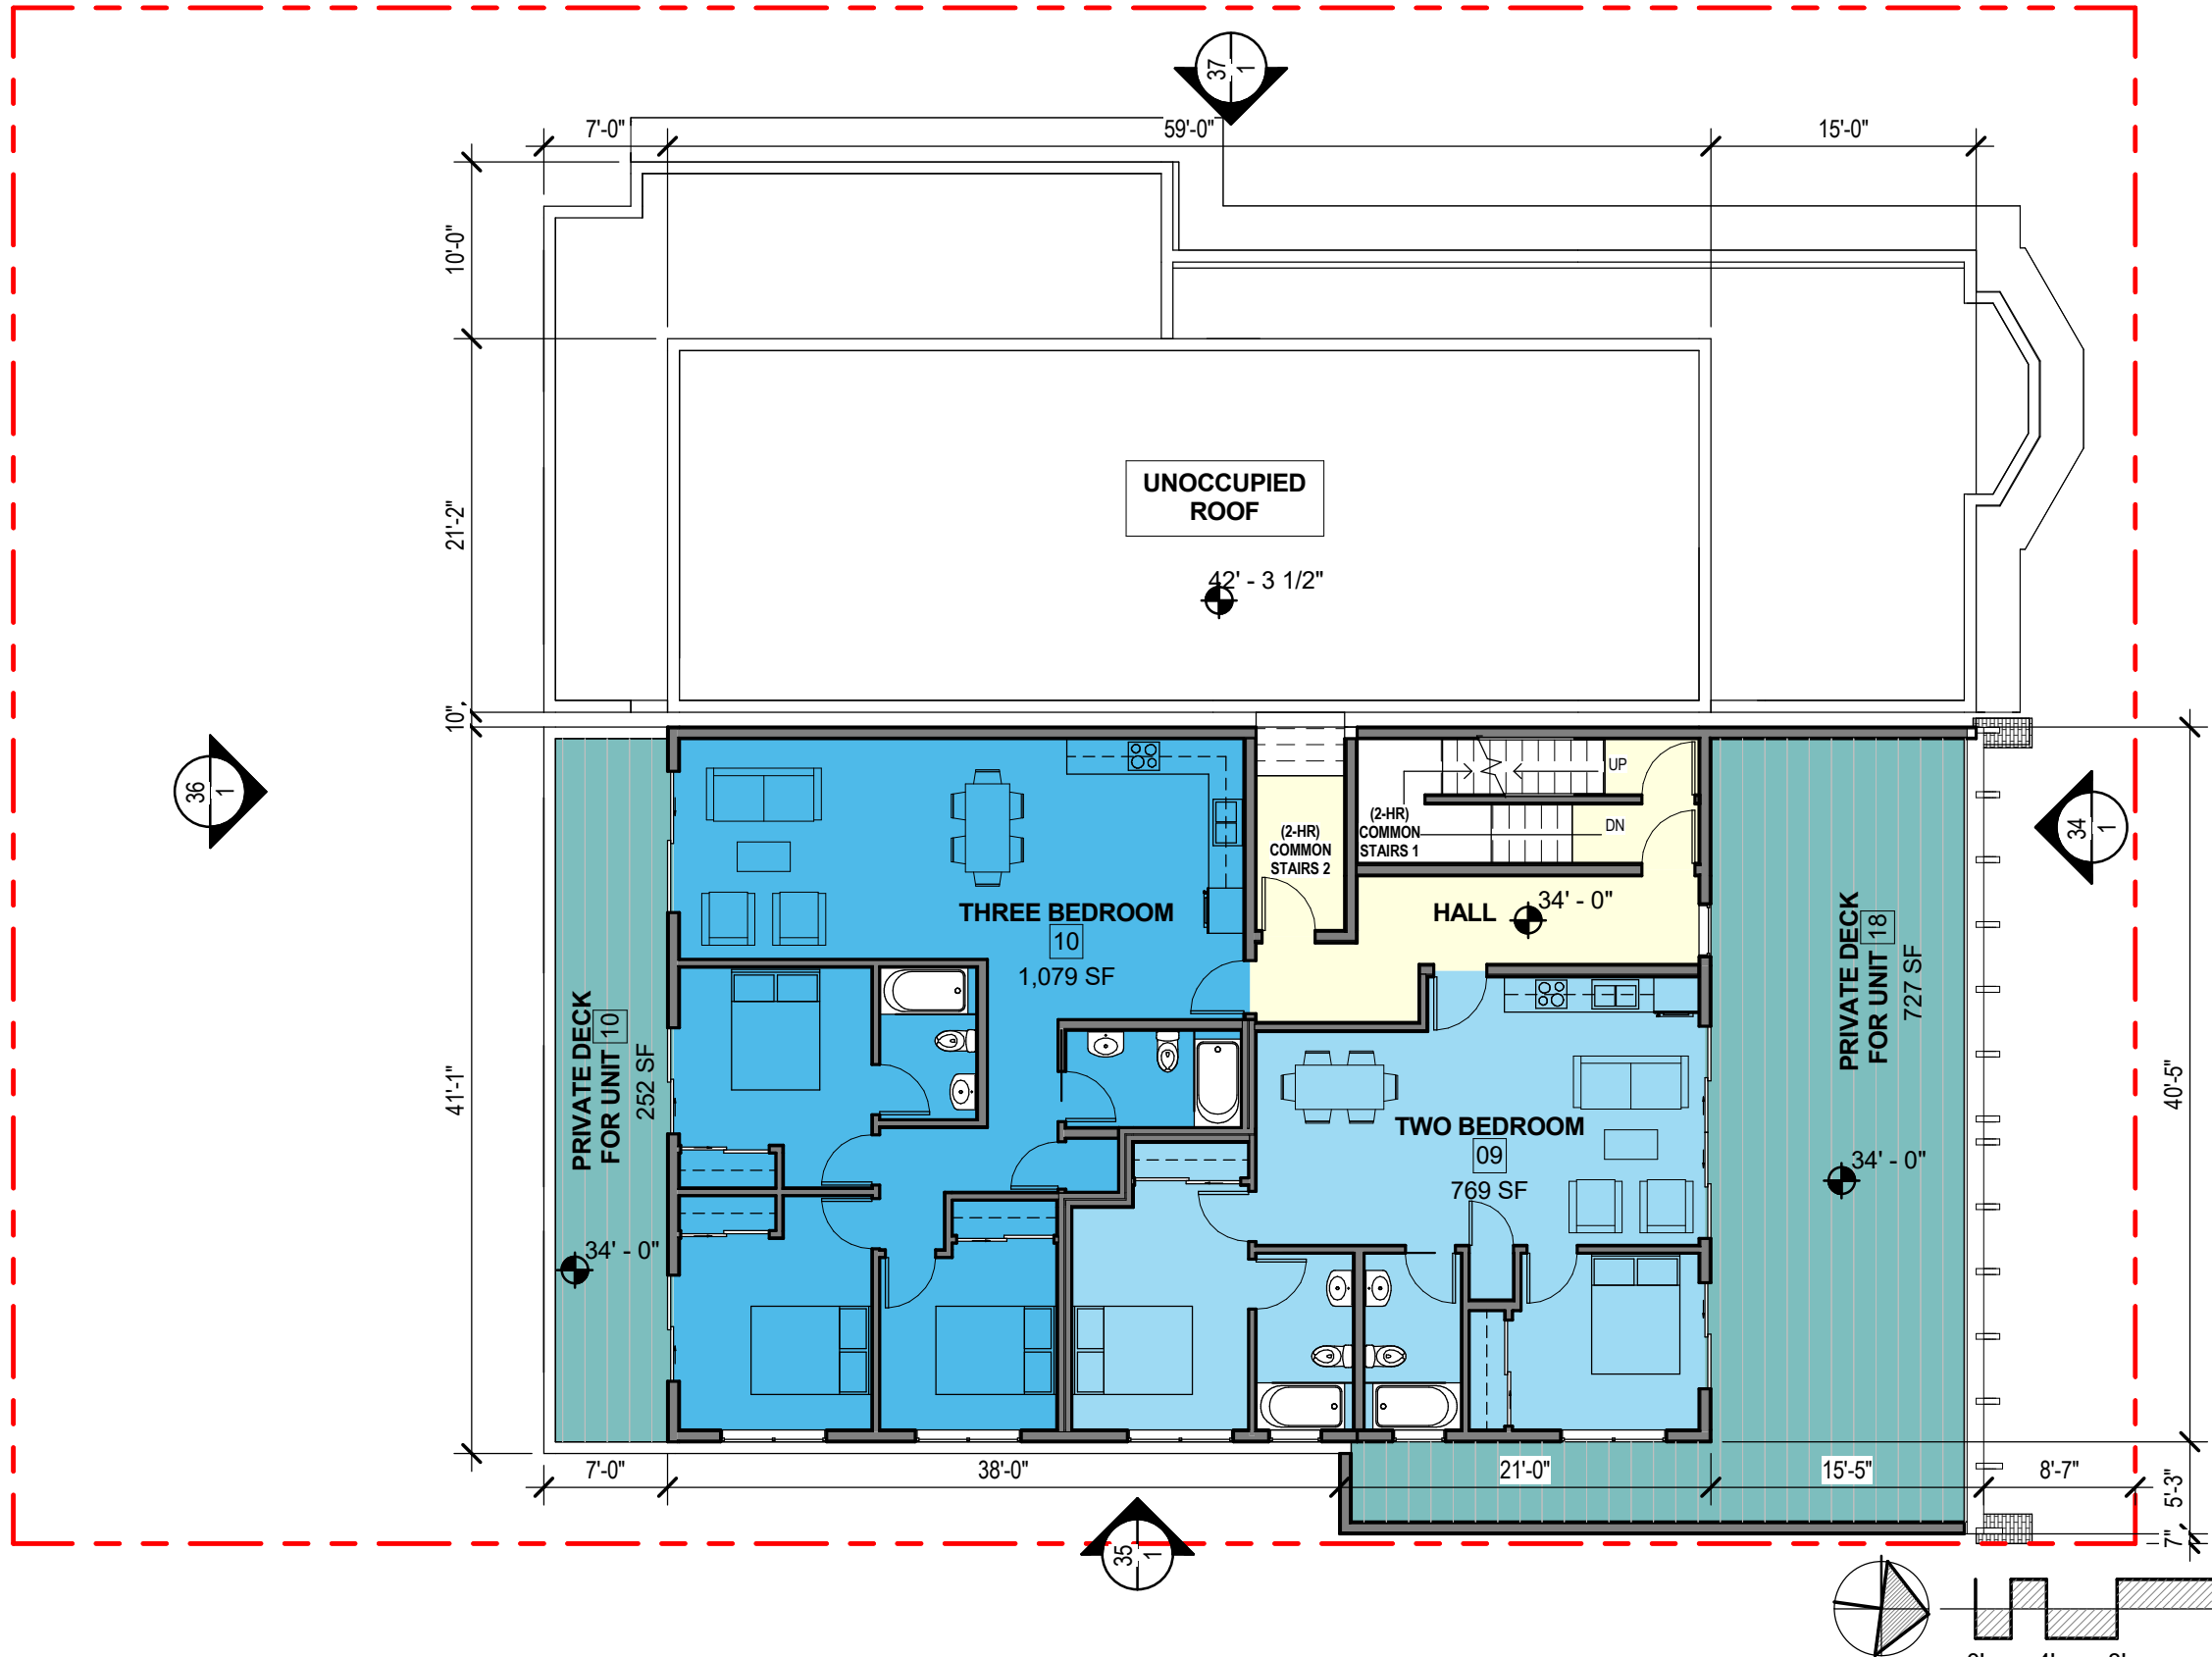 37
1
7'-0"
59'-0"
15'-0"
10'-0"
21'-2"
10"
41'-1"
UNOCCUPIED
ROOF
42' - 3 1/2"
36
1
34
1
UP
DN
(2-HR)
COMMON
STAIRS 2
(2-HR)
COMMON
STAIRS 1
HALL
34' - 0"
THREE BEDROOM
10
1,079 SF
PRIVATE DECK
FOR UNIT 10
252 SF
34' - 0"
TWO BEDROOM
09
769 SF
PRIVATE DECK
FOR UNIT 18
727 SF
34' - 0"
40'-5"
7'-0"
38'-0"
21'-0"
15'-5"
8'-7"
5'-3"
7"
35
1